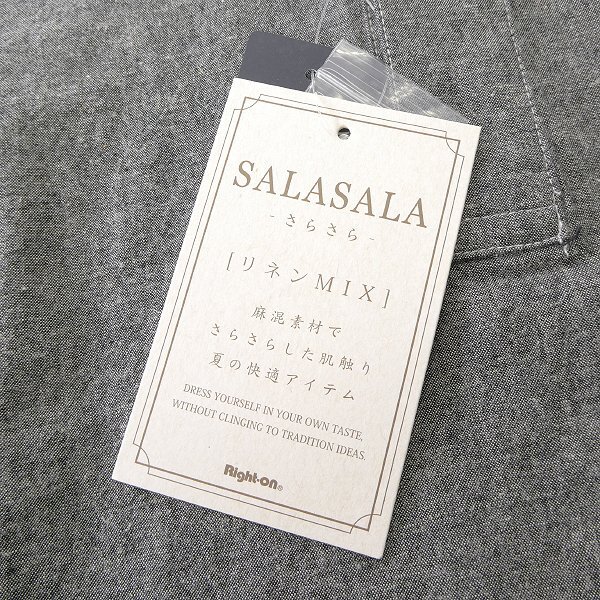 SALASALA
- さらさら -
[リネンMIX]
麻混素材で
さらさらした肌触り
夏の快適アイテム
DRESS YOURSELF IN YOUR OWN TASTE,
WITHOUT CLINGING TO TRADITION IDEAS.
Right-on®